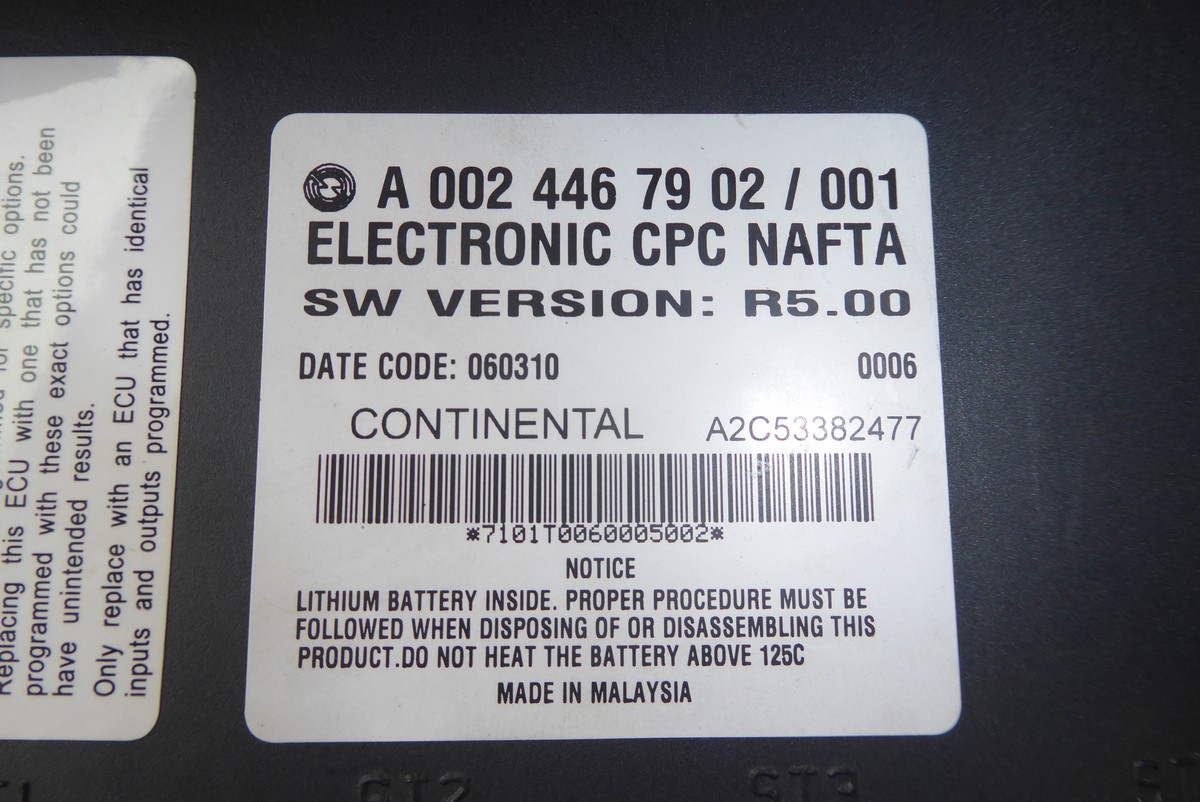 specific options.
Replacing this ECU with one that has not been
programmed with these exact options could
have unintended results.
Only replace with an ECU that has identical
inputs and outputs programmed.
A 002 446 79 02 / 001
ELECTRONIC CPC NAFTA
SW VERSION: R5.00
DATE CODE: 060310 0006
CONTINENTAL A2C53382477
*7101T0060005002*
NOTICE
LITHIUM BATTERY INSIDE. PROPER PROCEDURE MUST BE
FOLLOWED WHEN DISPOSING OF OR DISASSEMBLING THIS
PRODUCT.DO NOT HEAT THE BATTERY ABOVE 125C
MADE IN MALAYSIA